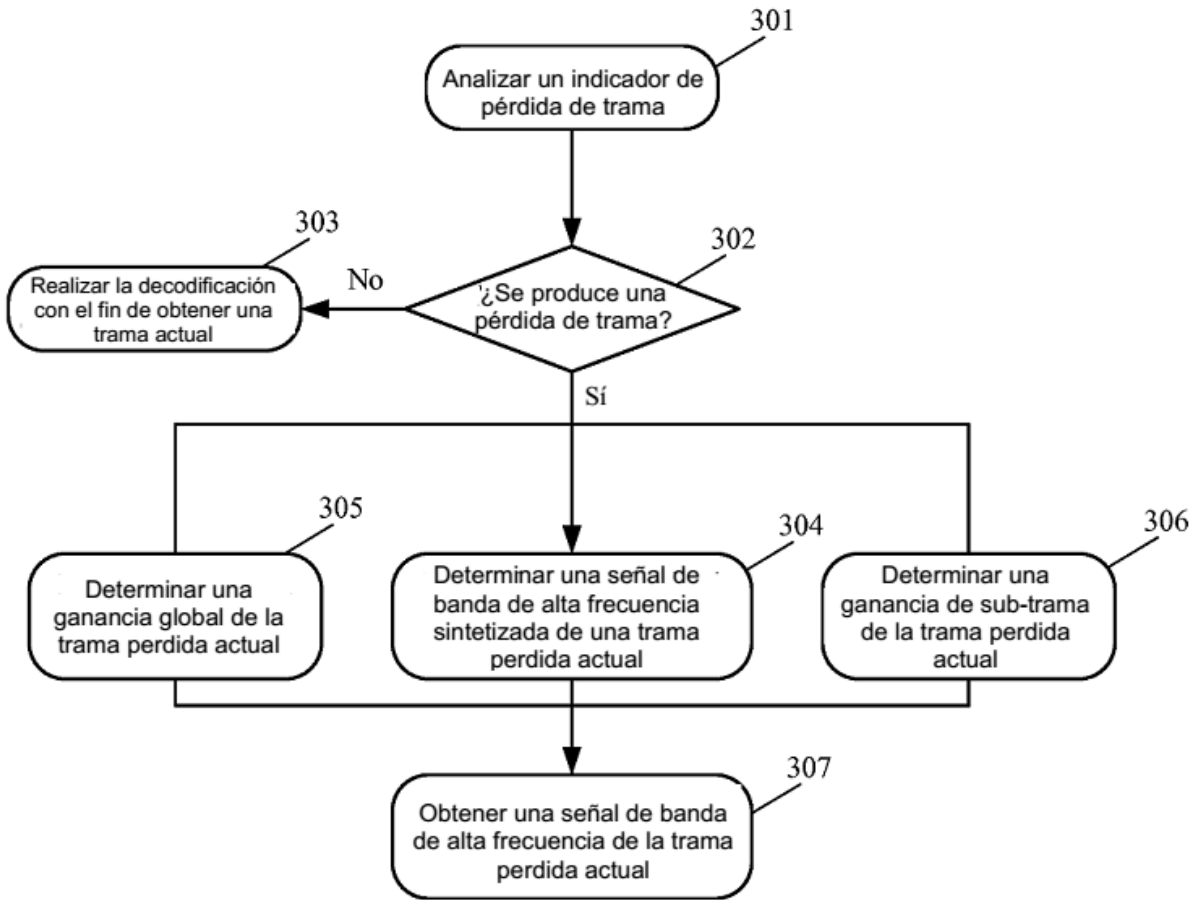 301
Analizar un indicador de
pérdida de trama
303
302
Realizar la decodificación
con el fin de obtener una
trama actual
No
¿Se produce una
pérdida de trama?
Sí
305
304
306
Determinar una
ganancia global de la
trama perdida actual
Determinar una señal de
banda de alta frecuencia
sintetizada de una trama
perdida actual
Determinar una
ganancia de sub-trama
de la trama perdida
actual
307
Obtener una señal de banda
de alta frecuencia de la trama
perdida actual